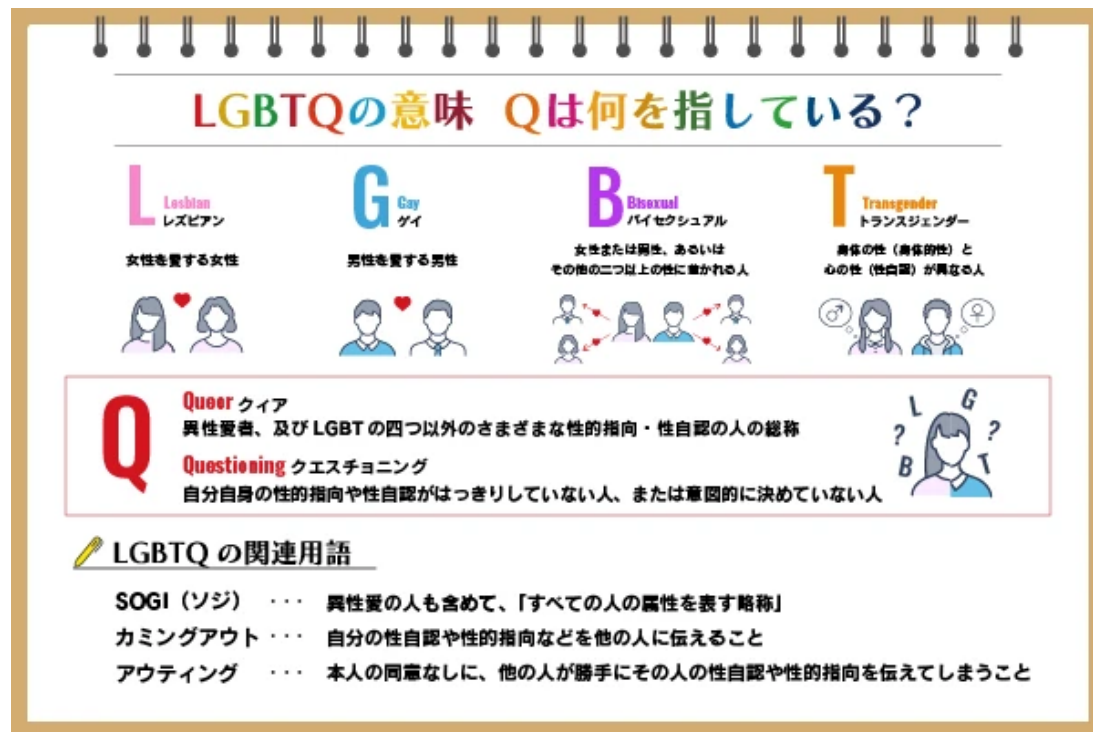 LGBTQの意味 Qは何を指している？
L Lesbian
レズビアン
女性を愛する女性
G Gay
ゲイ
男性を愛する男性
B Bisexual
バイセクシュアル
女性または男性、あるいは
その他の二つ以上の性に惹かれる人
T Transgender
トランスジェンダー
身体の性（身体的性）と
心の性（性自認）が異なる人
♂
♀
Q
Queer クィア
異性愛者、及びLGBTの四つ以外のさまざまな性的指向・性自認の人の総称
Questioning クエスチョニング
自分自身の性的指向や性自認がはっきりしていない人、または意図的に決めていない人
L G
? ?
B T
LGBTQの関連用語
SOGI（ソジ） ・・・ 異性愛の人も含めて、「すべての人の属性を表す略称」
カミングアウト ・・・ 自分の性自認や性的指向などを他の人に伝えること
アウティング ・・・ 本人の同意なしに、他の人が勝手にその人の性自認や性的指向を伝えてしまうこと